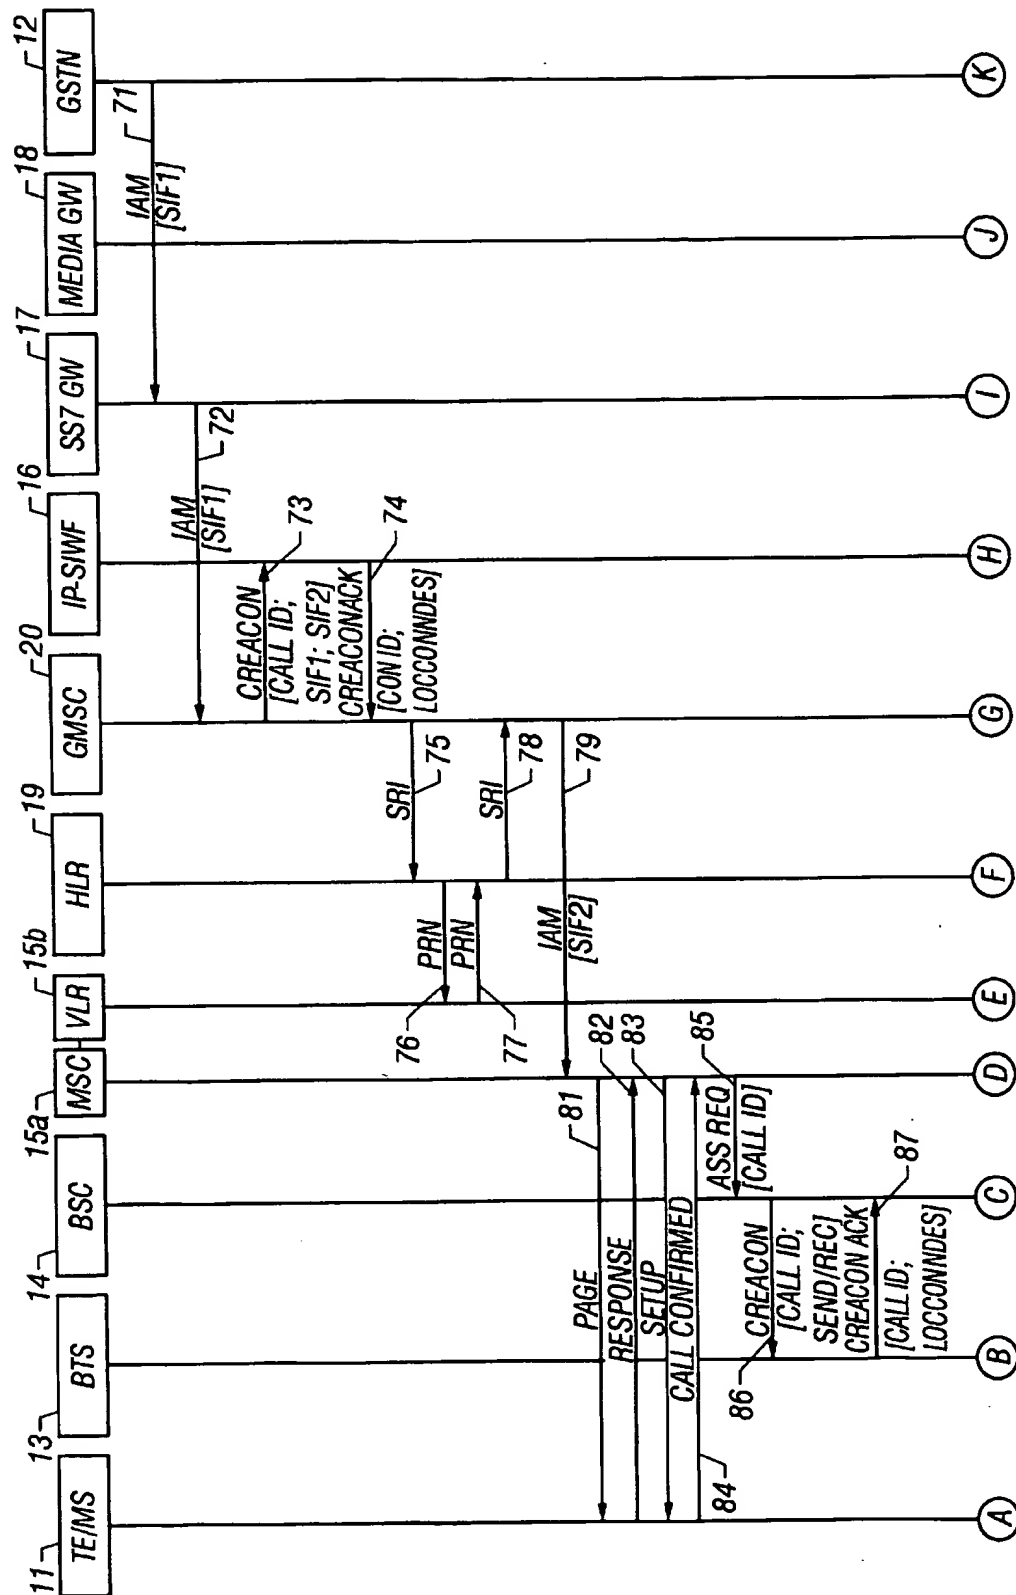 11
TE/MS
13
BTS
14
BSC
15a
MSC
VLR
15b
HLR
19
GMSC
20
IP-SIWF
16
SS7 GW
17
MEDIA GW
18
GSTN
12
IAM
[SIF1]
71
IAM
[SIF1]
72
CREACON
[CALL ID;
SIF1; SIF2]
73
CREACONACK
[CON ID;
LOCCONNDES]
74
SRI
75
PRN
76
PRN
77
SRI
78
IAM
[SIF2]
79
PAGE
81
RESPONSE
82
SETUP
83
CALL CONFIRMED
84
ASS REQ
[CALL ID]
85
CREACON
[CALL ID;
SEND/REC]
86
CREACON ACK
[CALL ID;
LOCCONNDES]
87
A
B
C
D
E
F
G
H
I
J
K